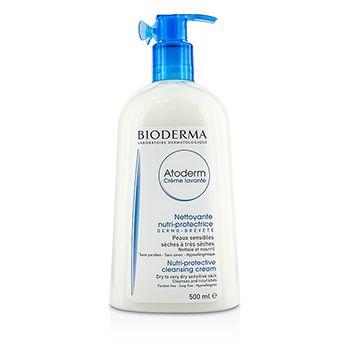 BIODERMA
LABORATOIRE DERMATOLOGIQUE
Atoderm
Crème lavante
Nettoyante
nutri-protectrice
DERMO-BREVETÉ
Peaux sensibles
sèches à très sèches
Nettoie et nourrit
Sans paraben - Sans savon - Hypoallergénique
Nutri-protective
cleansing cream
Dry to very dry sensitive skin
Cleanses and nourishes
Paraben free - Soap free - Hypoallergenic
500 ml ℮